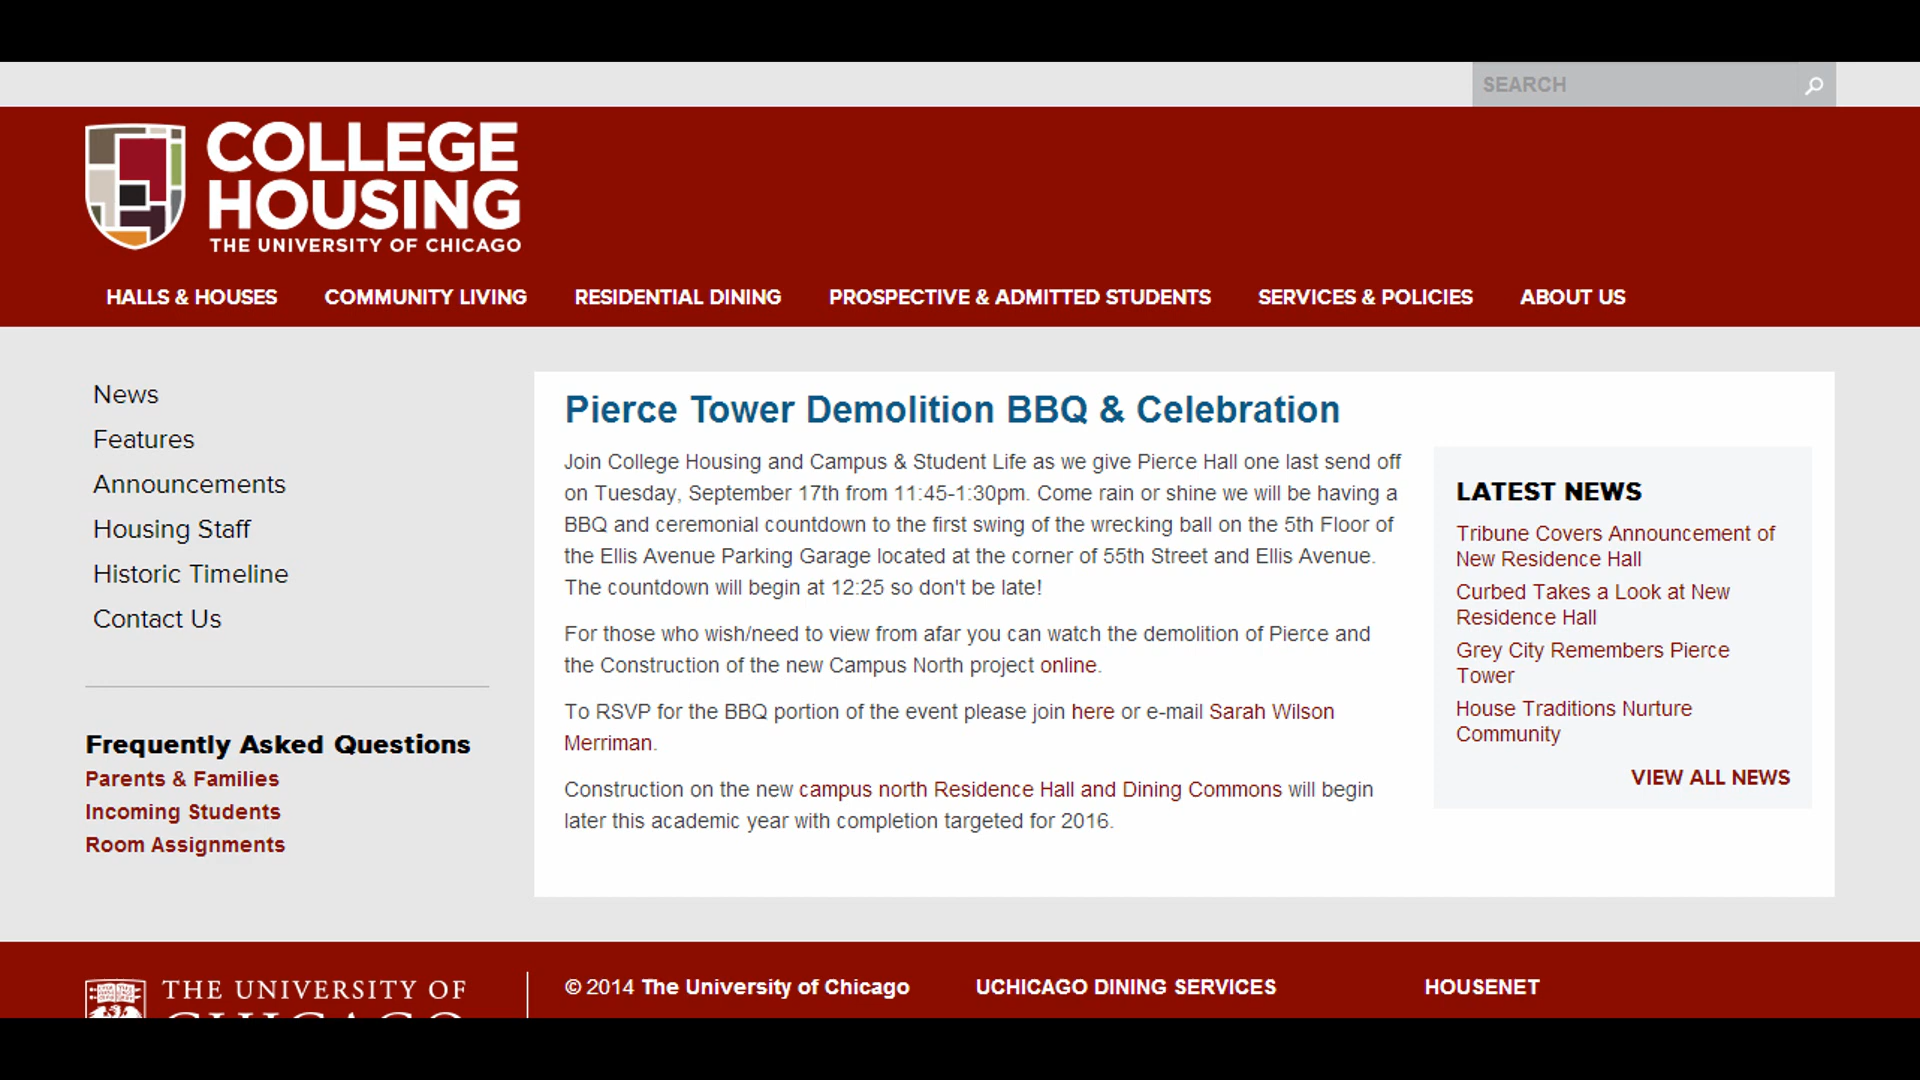 SEARCH
COLLEGE
HOUSING
THE UNIVERSITY OF CHICAGO
HALLS & HOUSES COMMUNITY LIVING RESIDENTIAL DINING PROSPECTIVE & ADMITTED STUDENTS SERVICES & POLICIES ABOUT US
News
Features
Announcements
Housing Staff
Historic Timeline
Contact Us
Frequently Asked Questions
Parents & Families
Incoming Students
Room Assignments
Pierce Tower Demolition BBQ & Celebration
Join College Housing and Campus & Student Life as we give Pierce Hall one last send off
on Tuesday, September 17th from 11:45-1:30pm. Come rain or shine we will be having a
BBQ and ceremonial countdown to the first swing of the wrecking ball on the 5th Floor of
the Ellis Avenue Parking Garage located at the corner of 55th Street and Ellis Avenue.
The countdown will begin at 12:25 so don't be late!
For those who wish/need to view from afar you can watch the demolition of Pierce and
the Construction of the new Campus North project online.
To RSVP for the BBQ portion of the event please join here or e-mail Sarah Wilson
Merriman.
Construction on the new campus north Residence Hall and Dining Commons will begin
later this academic year with completion targeted for 2016.
LATEST NEWS
Tribune Covers Announcement of
New Residence Hall
Curbed Takes a Look at New
Residence Hall
Grey City Remembers Pierce
Tower
House Traditions Nurture
Community
VIEW ALL NEWS
THE UNIVERSITY OF
CHICAGO
© 2014 The University of Chicago UCHICAGO DINING SERVICES HOUSENET